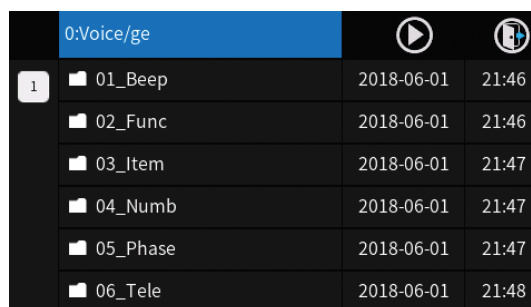 0:Voice/ge
1
01_Beep 2018-06-01 21:46
02_Func 2018-06-01 21:46
03_Item 2018-06-01 21:47
04_Numb 2018-06-01 21:47
05_Phase 2018-06-01 21:47
06_Tele 2018-06-01 21:48